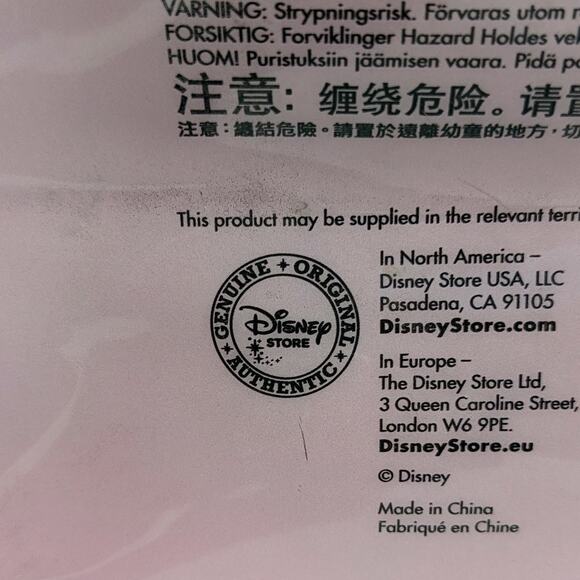 VARNING: Strypningsrisk. Förvaras utom
FORSIKTIG: Forviklinger Hazard Holdes
HUOM! Puristuksiin jäämisen vaara. Pidä
注意: 缠绕危险。请置
注意：纏結危險。請置於遠離幼童的地方，切
This product may be supplied in the relevant
GENUINE ORIGINAL AUTHENTIC
Disney
STORE
In North America –
Disney Store USA, LLC
Pasadena, CA 91105
DisneyStore.com
In Europe –
The Disney Store Ltd,
3 Queen Caroline Street,
London W6 9PE.
DisneyStore.eu
© Disney
Made in China
Fabriqué en Chine